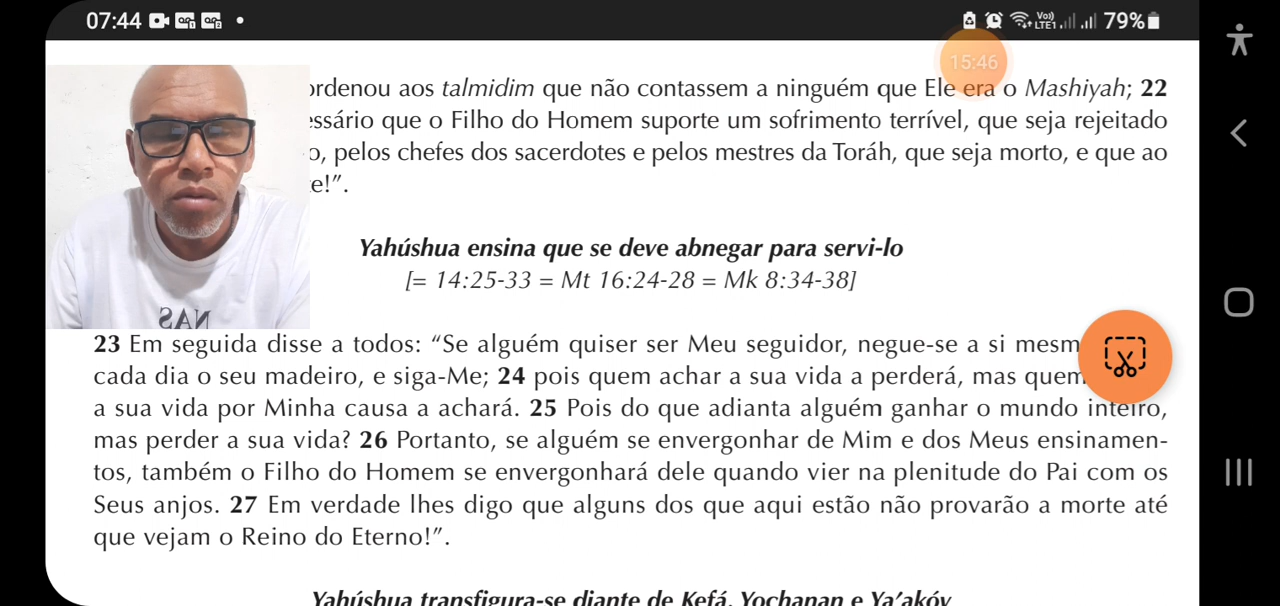 07:44
Vo)) LTE1 79%
15:46
ordenou aos talmidim que não contassem a ninguém que Ele era o Mashiyah; 22
que o Filho do Homem suporte um sofrimento terrível, que seja rejeitado
pelos chefes dos sacerdotes e pelos mestres da Toráh, que seja morto, e que ao
!”.
Yahúshua ensina que se deve abnegar para servi-lo
[= 14:25-33 = Mt 16:24-28 = Mk 8:34-38]
23 Em seguida disse a todos: “Se alguém quiser ser Meu seguidor, negue-se a si mesm
cada dia o seu madeiro, e siga-Me; 24 pois quem achar a sua vida a perderá, mas quem
a sua vida por Minha causa a achará. 25 Pois do que adianta alguém ganhar o mundo inteiro,
mas perder a sua vida? 26 Portanto, se alguém se envergonhar de Mim e dos Meus ensinamen-
tos, também o Filho do Homem se envergonhará dele quando vier na plenitude do Pai com os
Seus anjos. 27 Em verdade lhes digo que alguns dos que aqui estão não provarão a morte até
que vejam o Reino do Eterno!”.
Yahúshua transfigura-se diante de Kefá, Yochanan e Ya’akóv